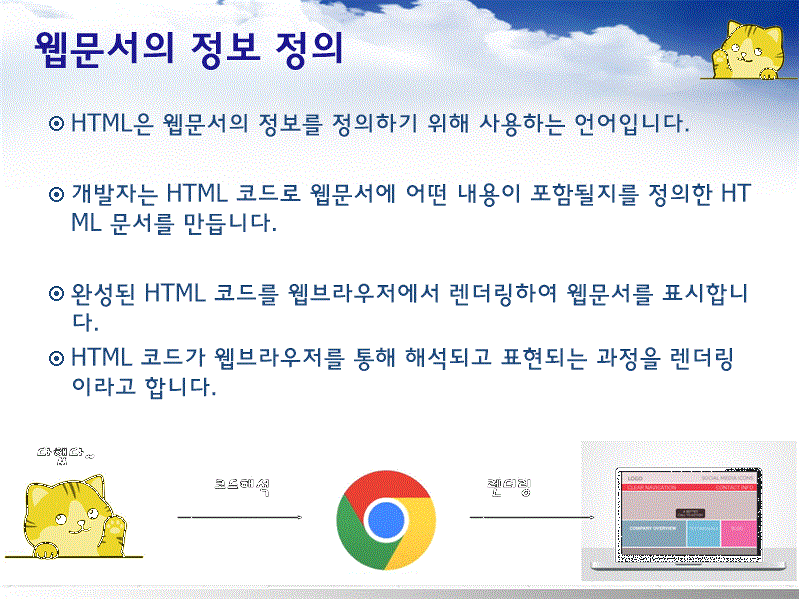 웹문서의 정보 정의
HTML은 웹문서의 정보를 정의하기 위해 사용하는 언어입니다.
개발자는 HTML 코드로 웹문서에 어떤 내용이 포함될지를 정의한 HT
ML 문서를 만듭니다.
완성된 HTML 코드를 웹브라우저에서 렌더링하여 웹문서를 표시합니
다.
HTML 코드가 웹브라우저를 통해 해석되고 표현되는 과정을 렌더링
이라고 합니다.
다했다~
코드해석
렌더링
LOGO
SOCIAL MEDIA ICONS
CLEAR NAVIGATION
CONTACT INFO
COMPANY OVERVIEW